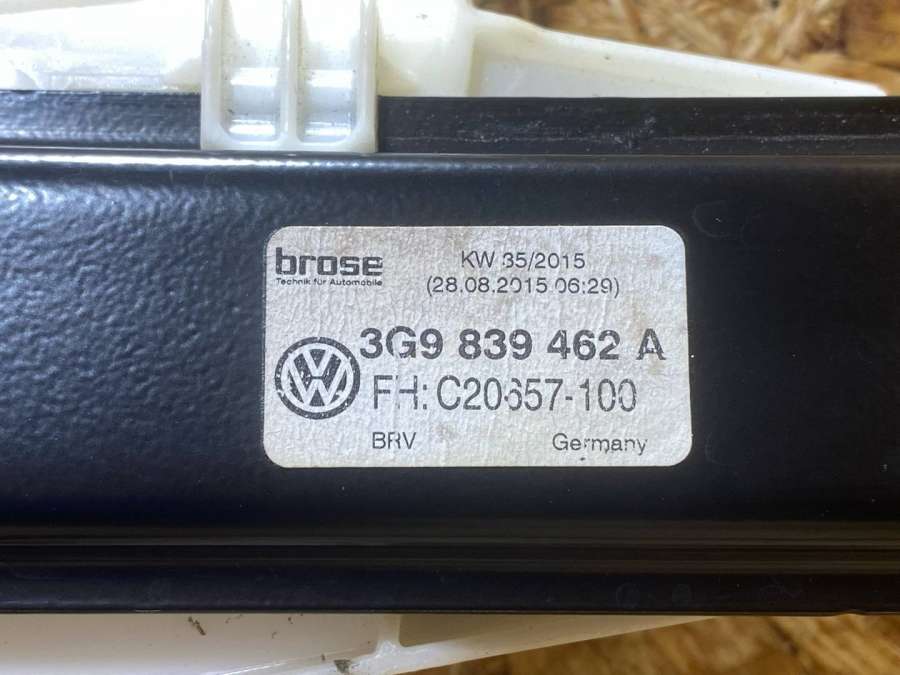 brose
Technik für Automobile
KW 35/2015
(28.08.2015 06:29)
3G9 839 462 A
FH: C20657-100
BRV
Germany